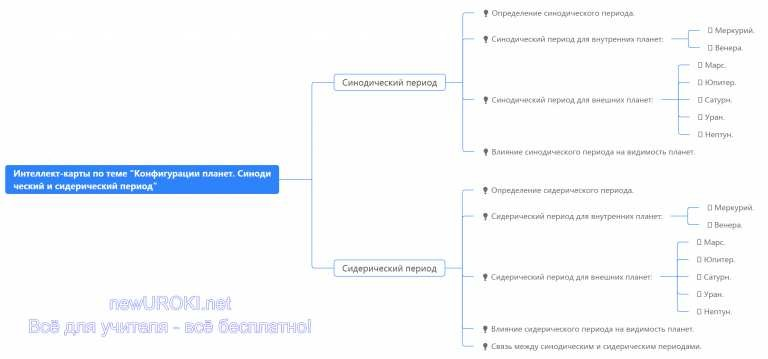 Интеллект-карты по теме "Конфигурации планет. Синоди
ческий и сидерический период"
Синодический период
Определение синодического периода.
Синодический период для внутренних планет:
Меркурий.
Венера.
Синодический период для внешних планет:
Марс.
Юпитер.
Сатурн.
Уран.
Нептун.
Влияние синодического периода на видимость планет.
Сидерический период
Определение сидерического периода.
Сидерический период для внутренних планет:
Меркурий.
Венера.
Сидерический период для внешних планет:
Марс.
Юпитер.
Сатурн.
Уран.
Нептун.
Влияние сидерического периода на видимость планет.
Связь между синодическим и сидерическим периодами.
newUROKI.net
Всё для учителя - всё бесплатно!